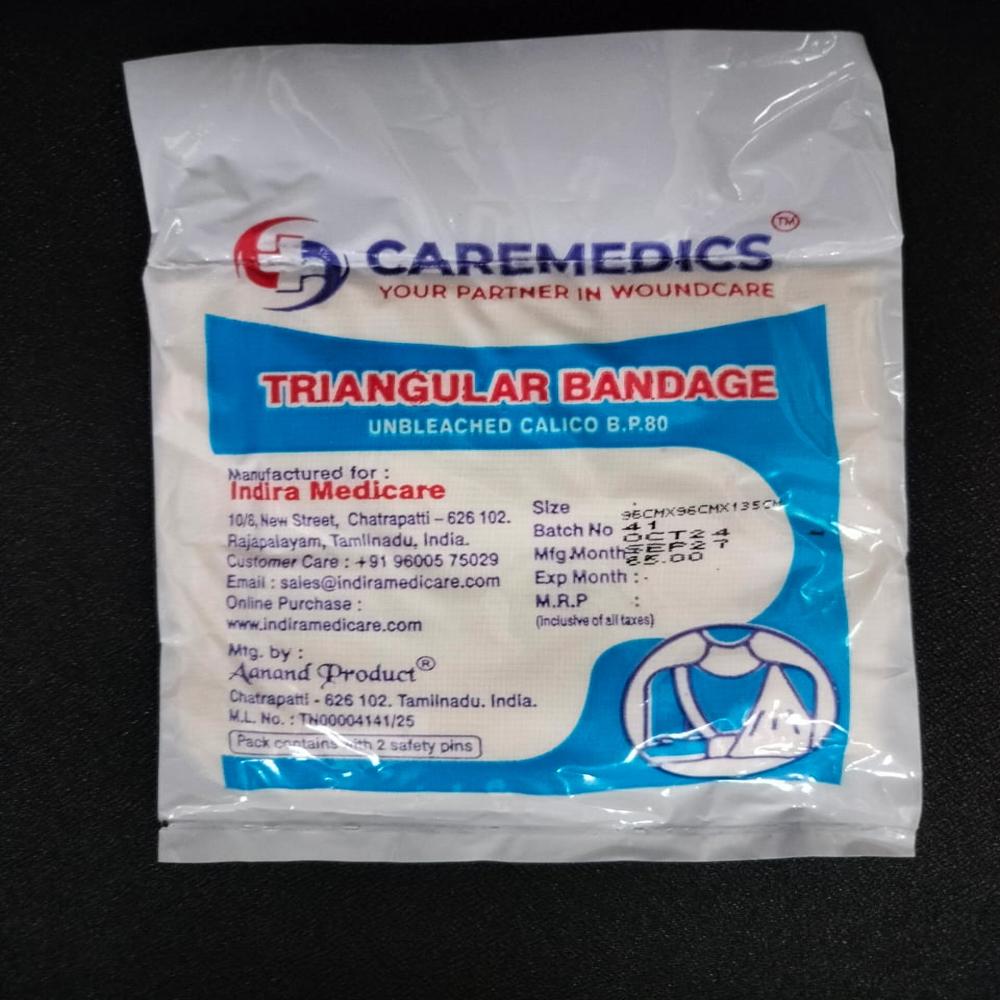 CAREMEDICS TM
YOUR PARTNER IN WOUNDCARE
TRIANGULAR BANDAGE
UNBLEACHED CALICO B.P.80
Manufactured for :
Indira Medicare
10/8, New Street, Chatrapatti – 626 102.
Rajapalayam, Tamilnadu, India.
Customer Care : +91 96005 75029
Email : sales@indiramedicare.com
Online Purchase :
www.indiramedicare.com
Mfg. by :
Aanand Product®
Chatrapatti - 626 102. Tamilnadu. India.
M.L. No. : TN00004141/25
Pack contains with 2 safety pins
Size : 96CMX96CMX135CM
Batch No 41
OCT24
Mfg.Month SEP27
Exp Month :
M.R.P :
(Inclusive of all taxes)